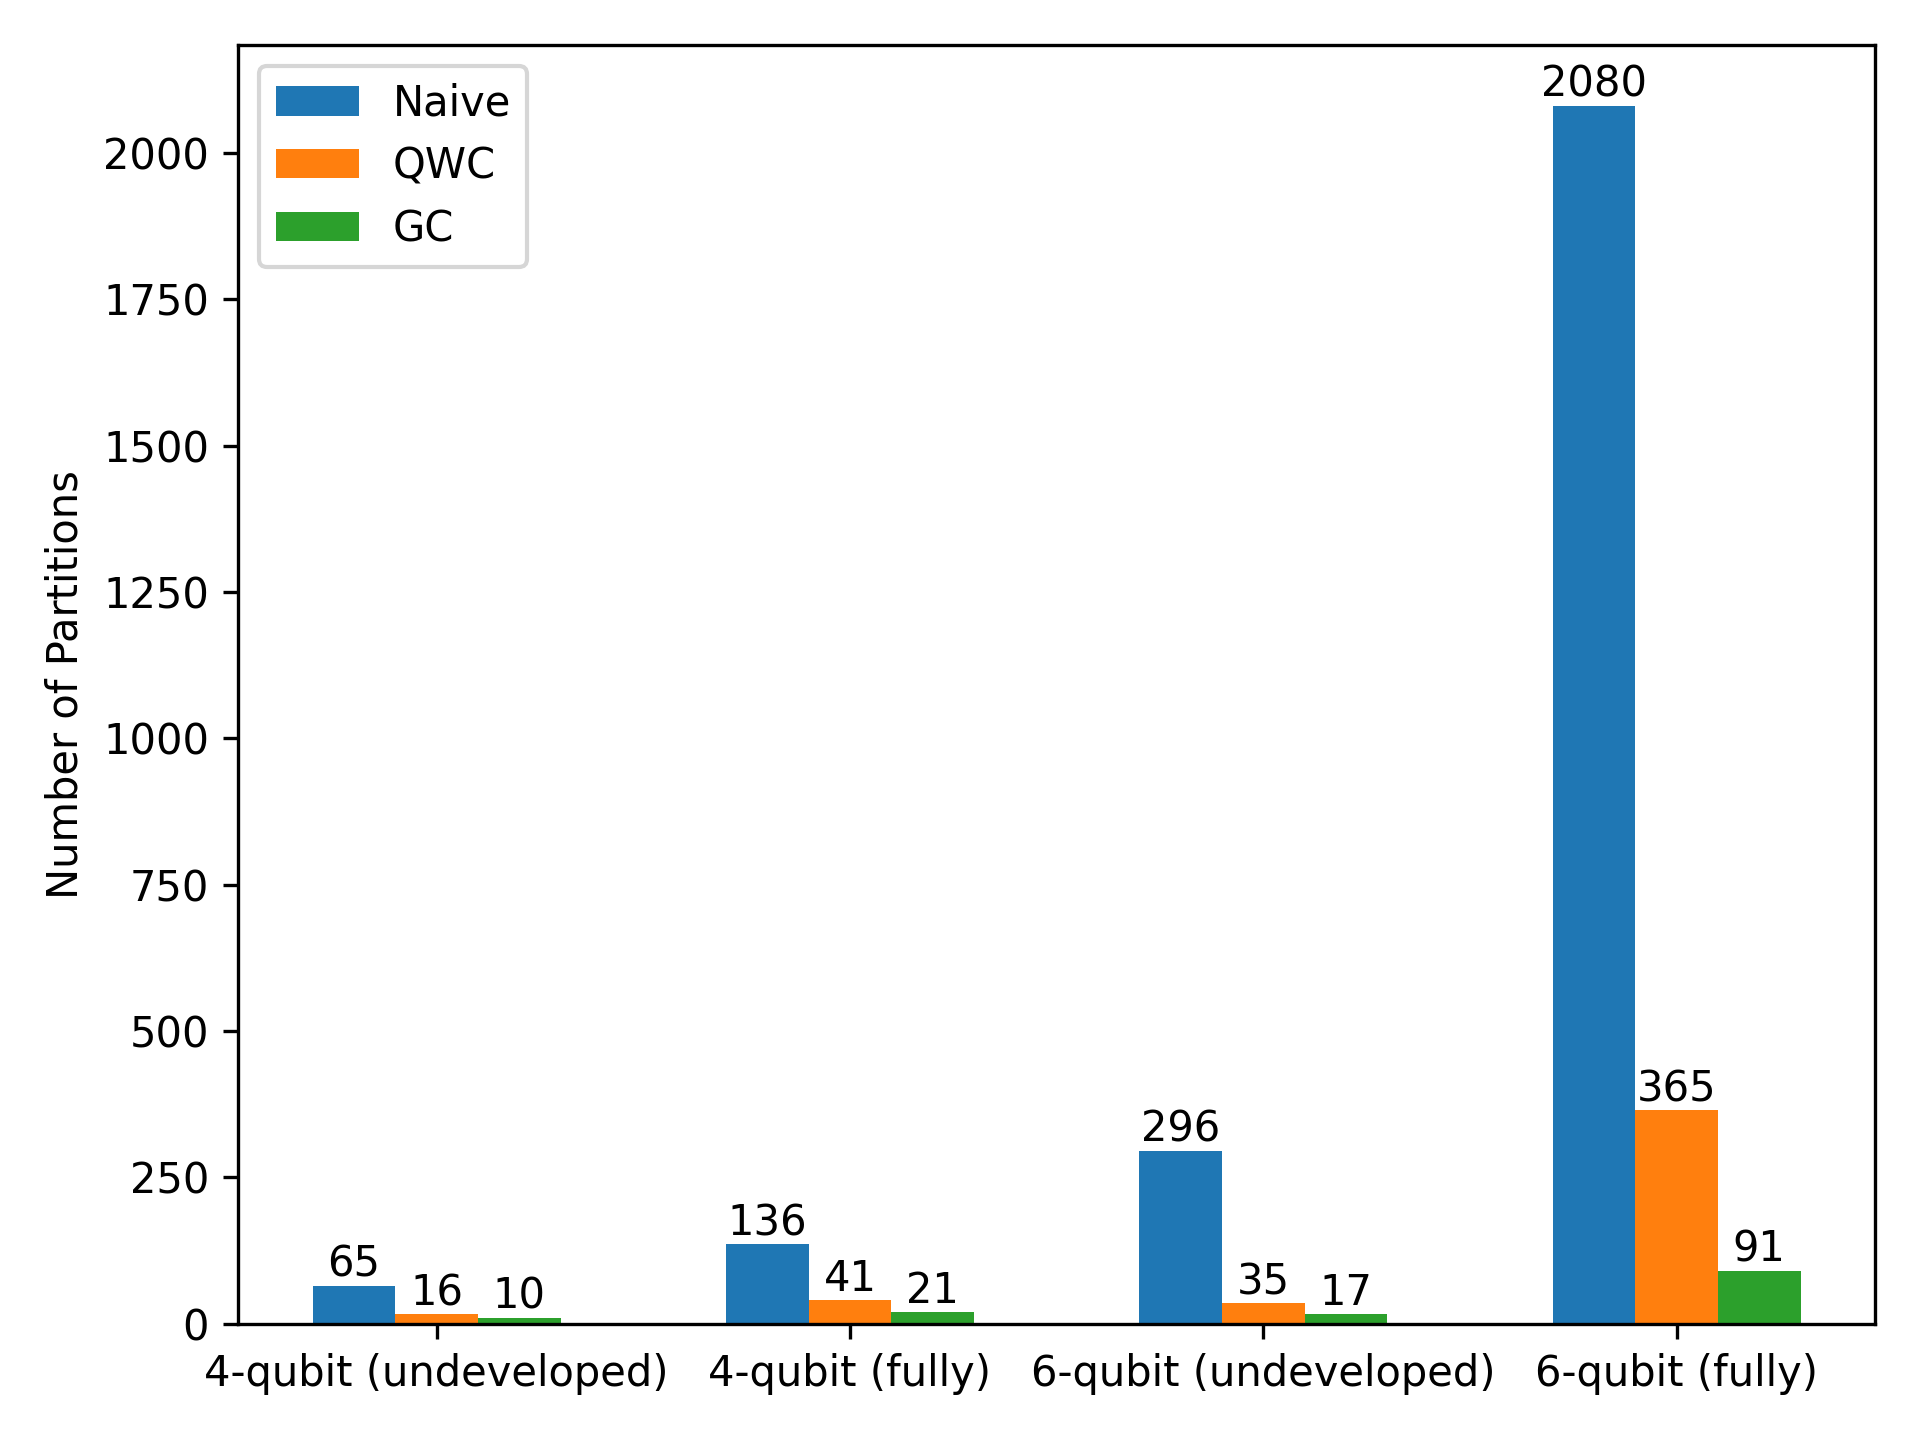 Naive
QWC
GC
Number of Partitions
2000
1750
1500
1250
1000
750
500
250
0
65
16
10
136
41
21
296
35
17
2080
365
91
4-qubit (undeveloped)
4-qubit (fully)
6-qubit (undeveloped)
6-qubit (fully)